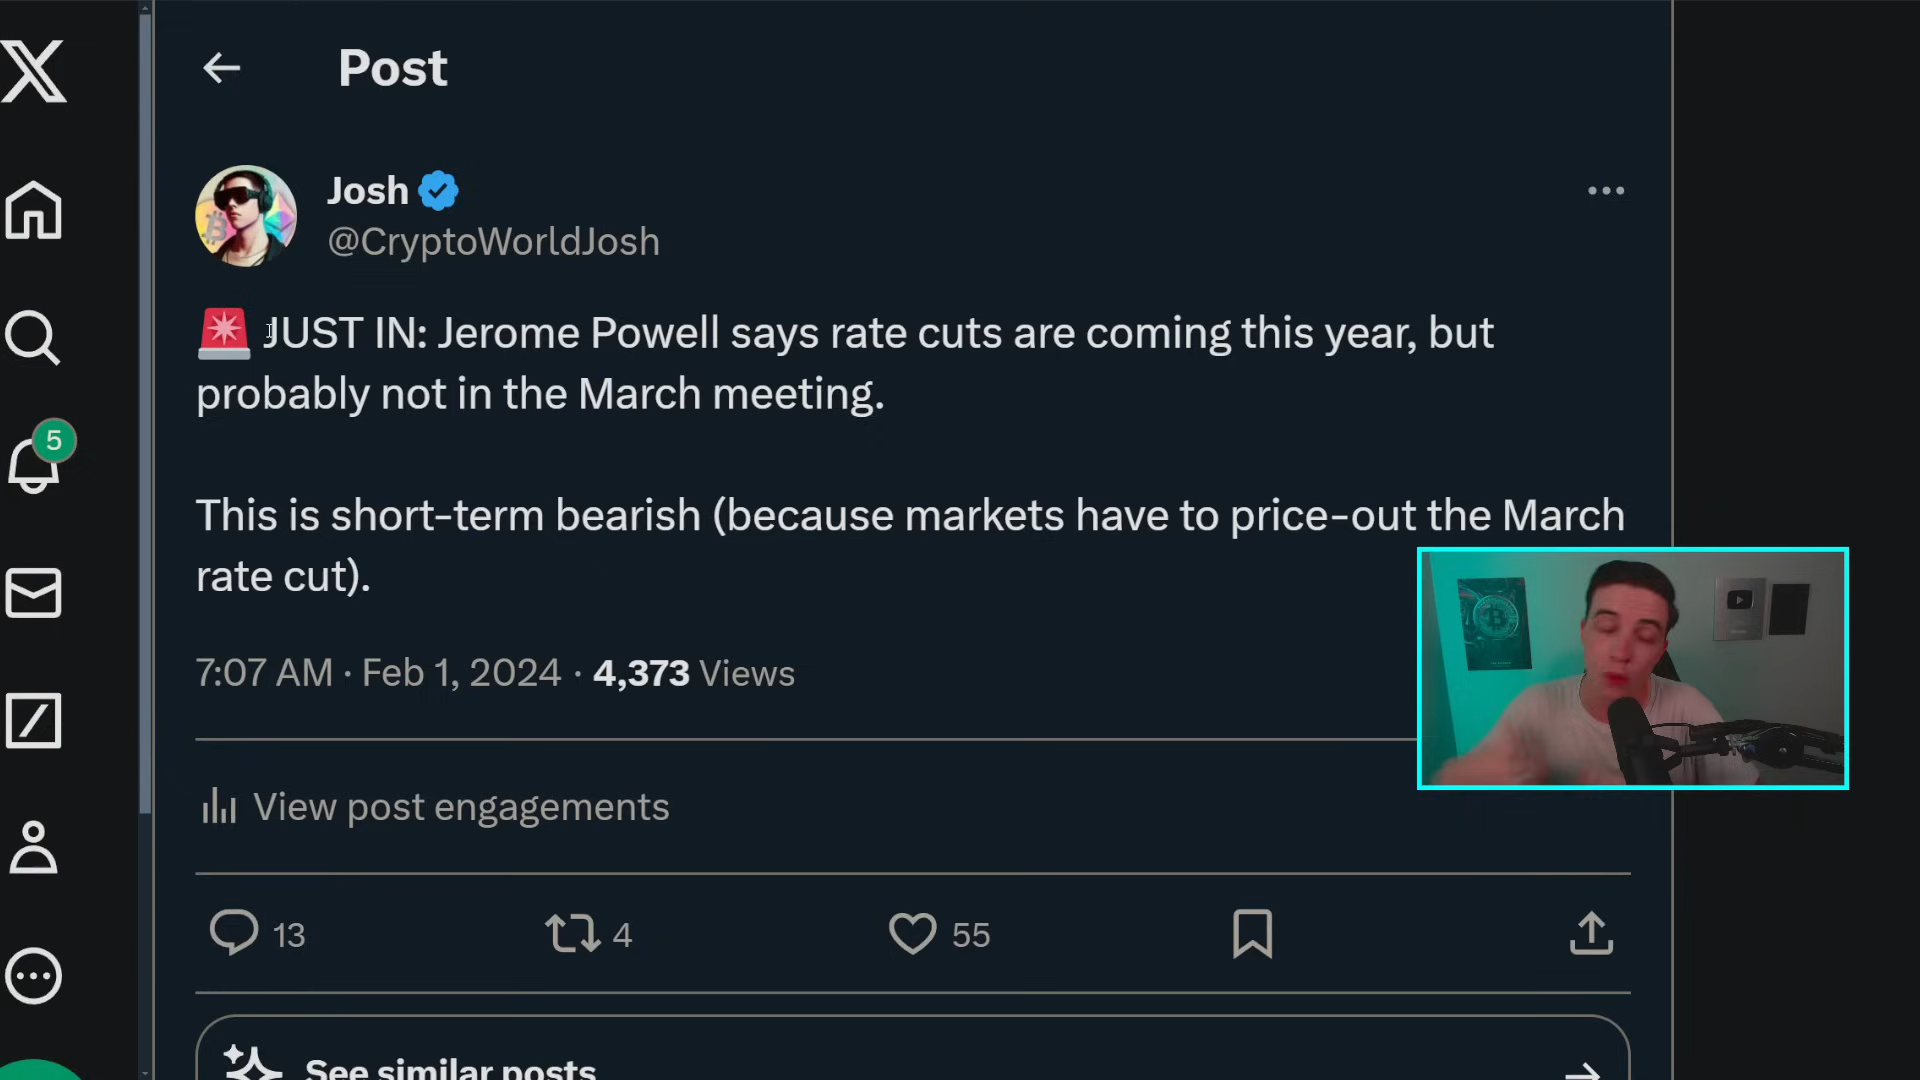 Post
Josh
@CryptoWorldJosh
🚨 JUST IN: Jerome Powell says rate cuts are coming this year, but
probably not in the March meeting.
This is short-term bearish (because markets have to price-out the March
rate cut).
7:07 AM · Feb 1, 2024 · 4,373 Views
5
View post engagements
13 4 55
See similar posts